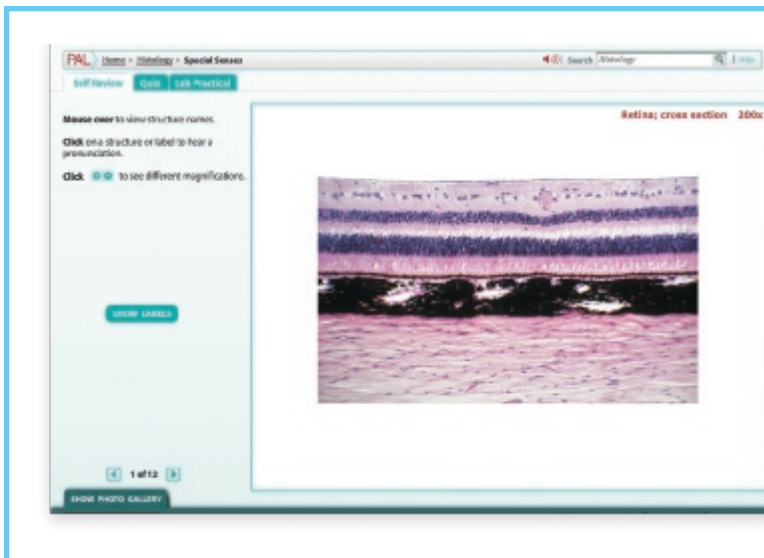 PAL Home > Histology > Special Senses Search Histology Help
Self Review Quiz Lab Practical
Mouse over to view structure names.
Click on a structure or label to hear a
pronunciation.
Click to see different magnifications.
Retina; cross section 200x
SHOW LABELS
1 of 12
SHOW PHOTO GALLERY